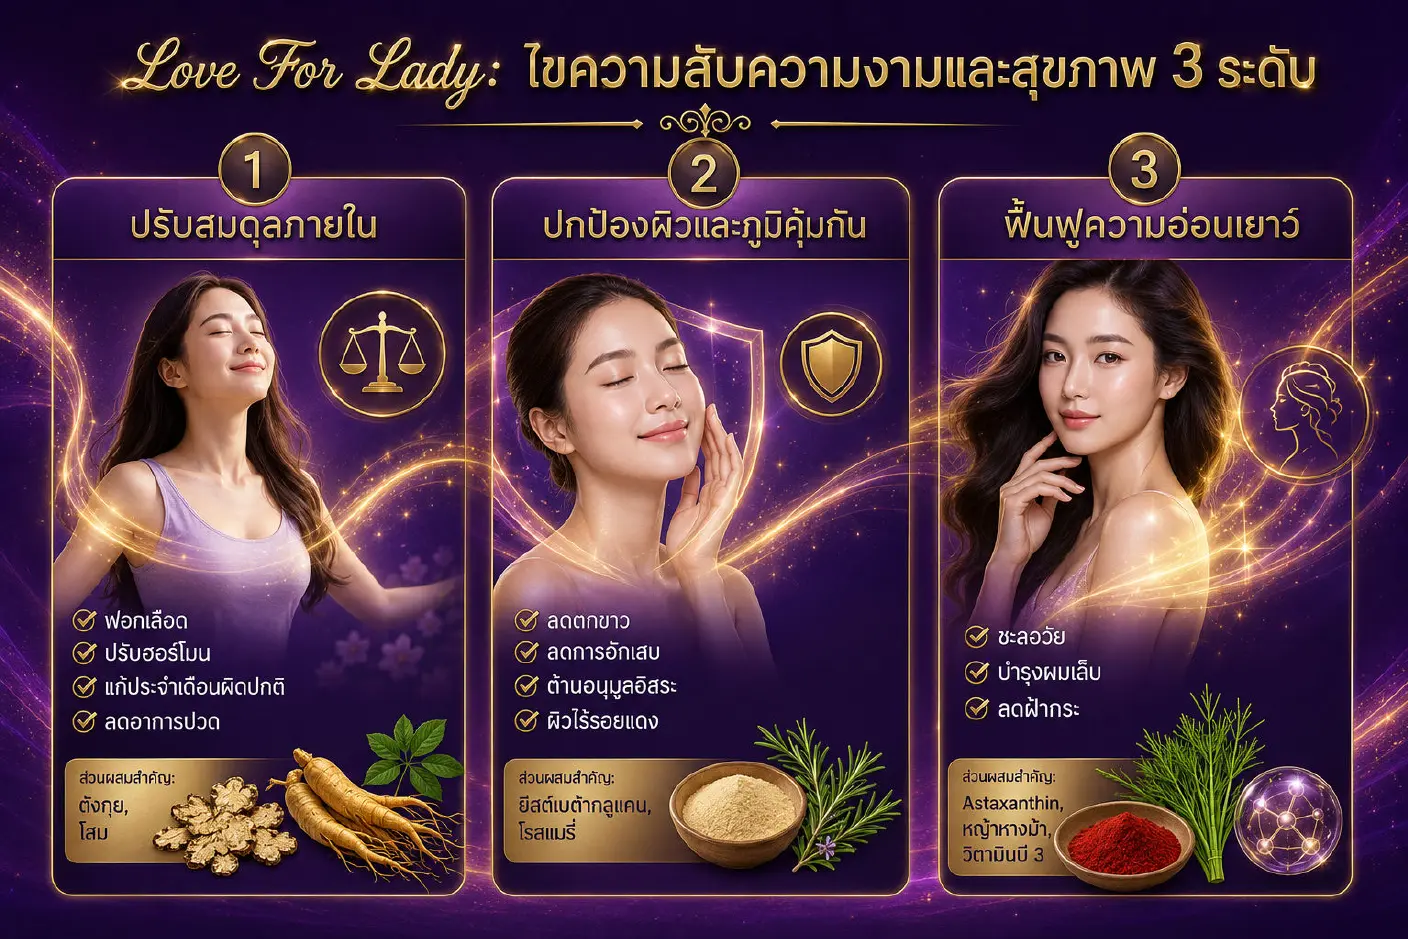 Love For Lady: ไขความลับความงามและสุขภาพ 3 ระดับ
1
ปรับสมดุลภายใน
ฟอกเลือด
ปรับฮอร์โมน
แก้ประจำเดือนผิดปกติ
ลดอาการปวด
ส่วนผสมสำคัญ:
ตังกุย,
โสม
2
ปกป้องผิวและภูมิคุ้มกัน
ลดตกขาว
ลดการอักเสบ
ต้านอนุมูลอิสระ
ผิวไร้รอยแดง
ส่วนผสมสำคัญ:
ยีสต์เบต้ากลูแคน,
โรสแมรี่
3
ฟื้นฟูความอ่อนเยาว์
ชะลอวัย
บำรุงผมเล็บ
ลดฝ้ากระ
ส่วนผสมสำคัญ:
Astaxanthin,
หญ้าหางม้า,
วิตามินบี 3